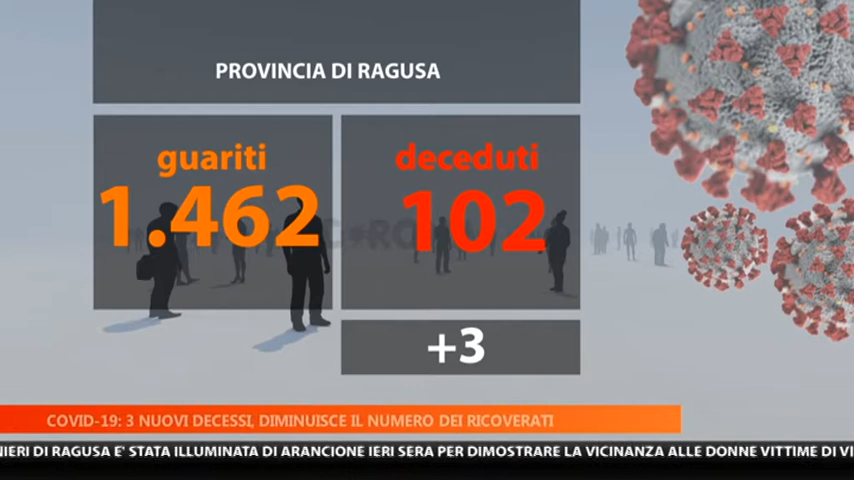 PROVINCIA DI RAGUSA
guariti
1.462
deceduti
102
+3
COVID-19: 3 NUOVI DECESSI, DIMINUISCE IL NUMERO DEI RICOVERATI
DI RAGUSA E' STATA ILLUMINATA DI ARANCIONE IERI SERA PER DIMOSTRARE LA VICINANZA ALLE DONNE VITTIME DI